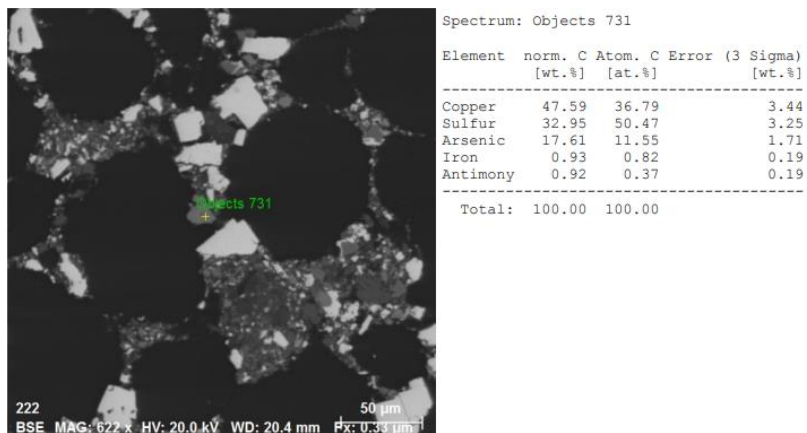 Spectrum: Objects 731
Element norm. C Atom. C Error (3 Sigma)
[wt.%] [at.%] [wt.%]
Copper 47.59 36.79 3.44
Sulfur 32.95 50.47 3.25
Arsenic 17.61 11.55 1.71
Iron 0.93 0.82 0.19
Antimony 0.92 0.37 0.19
Total: 100.00 100.00
Objects 731
222 50 µm
BSE MAG: 622 x HV: 20.0 kV WD: 20.4 mm Px: 0.33 µm